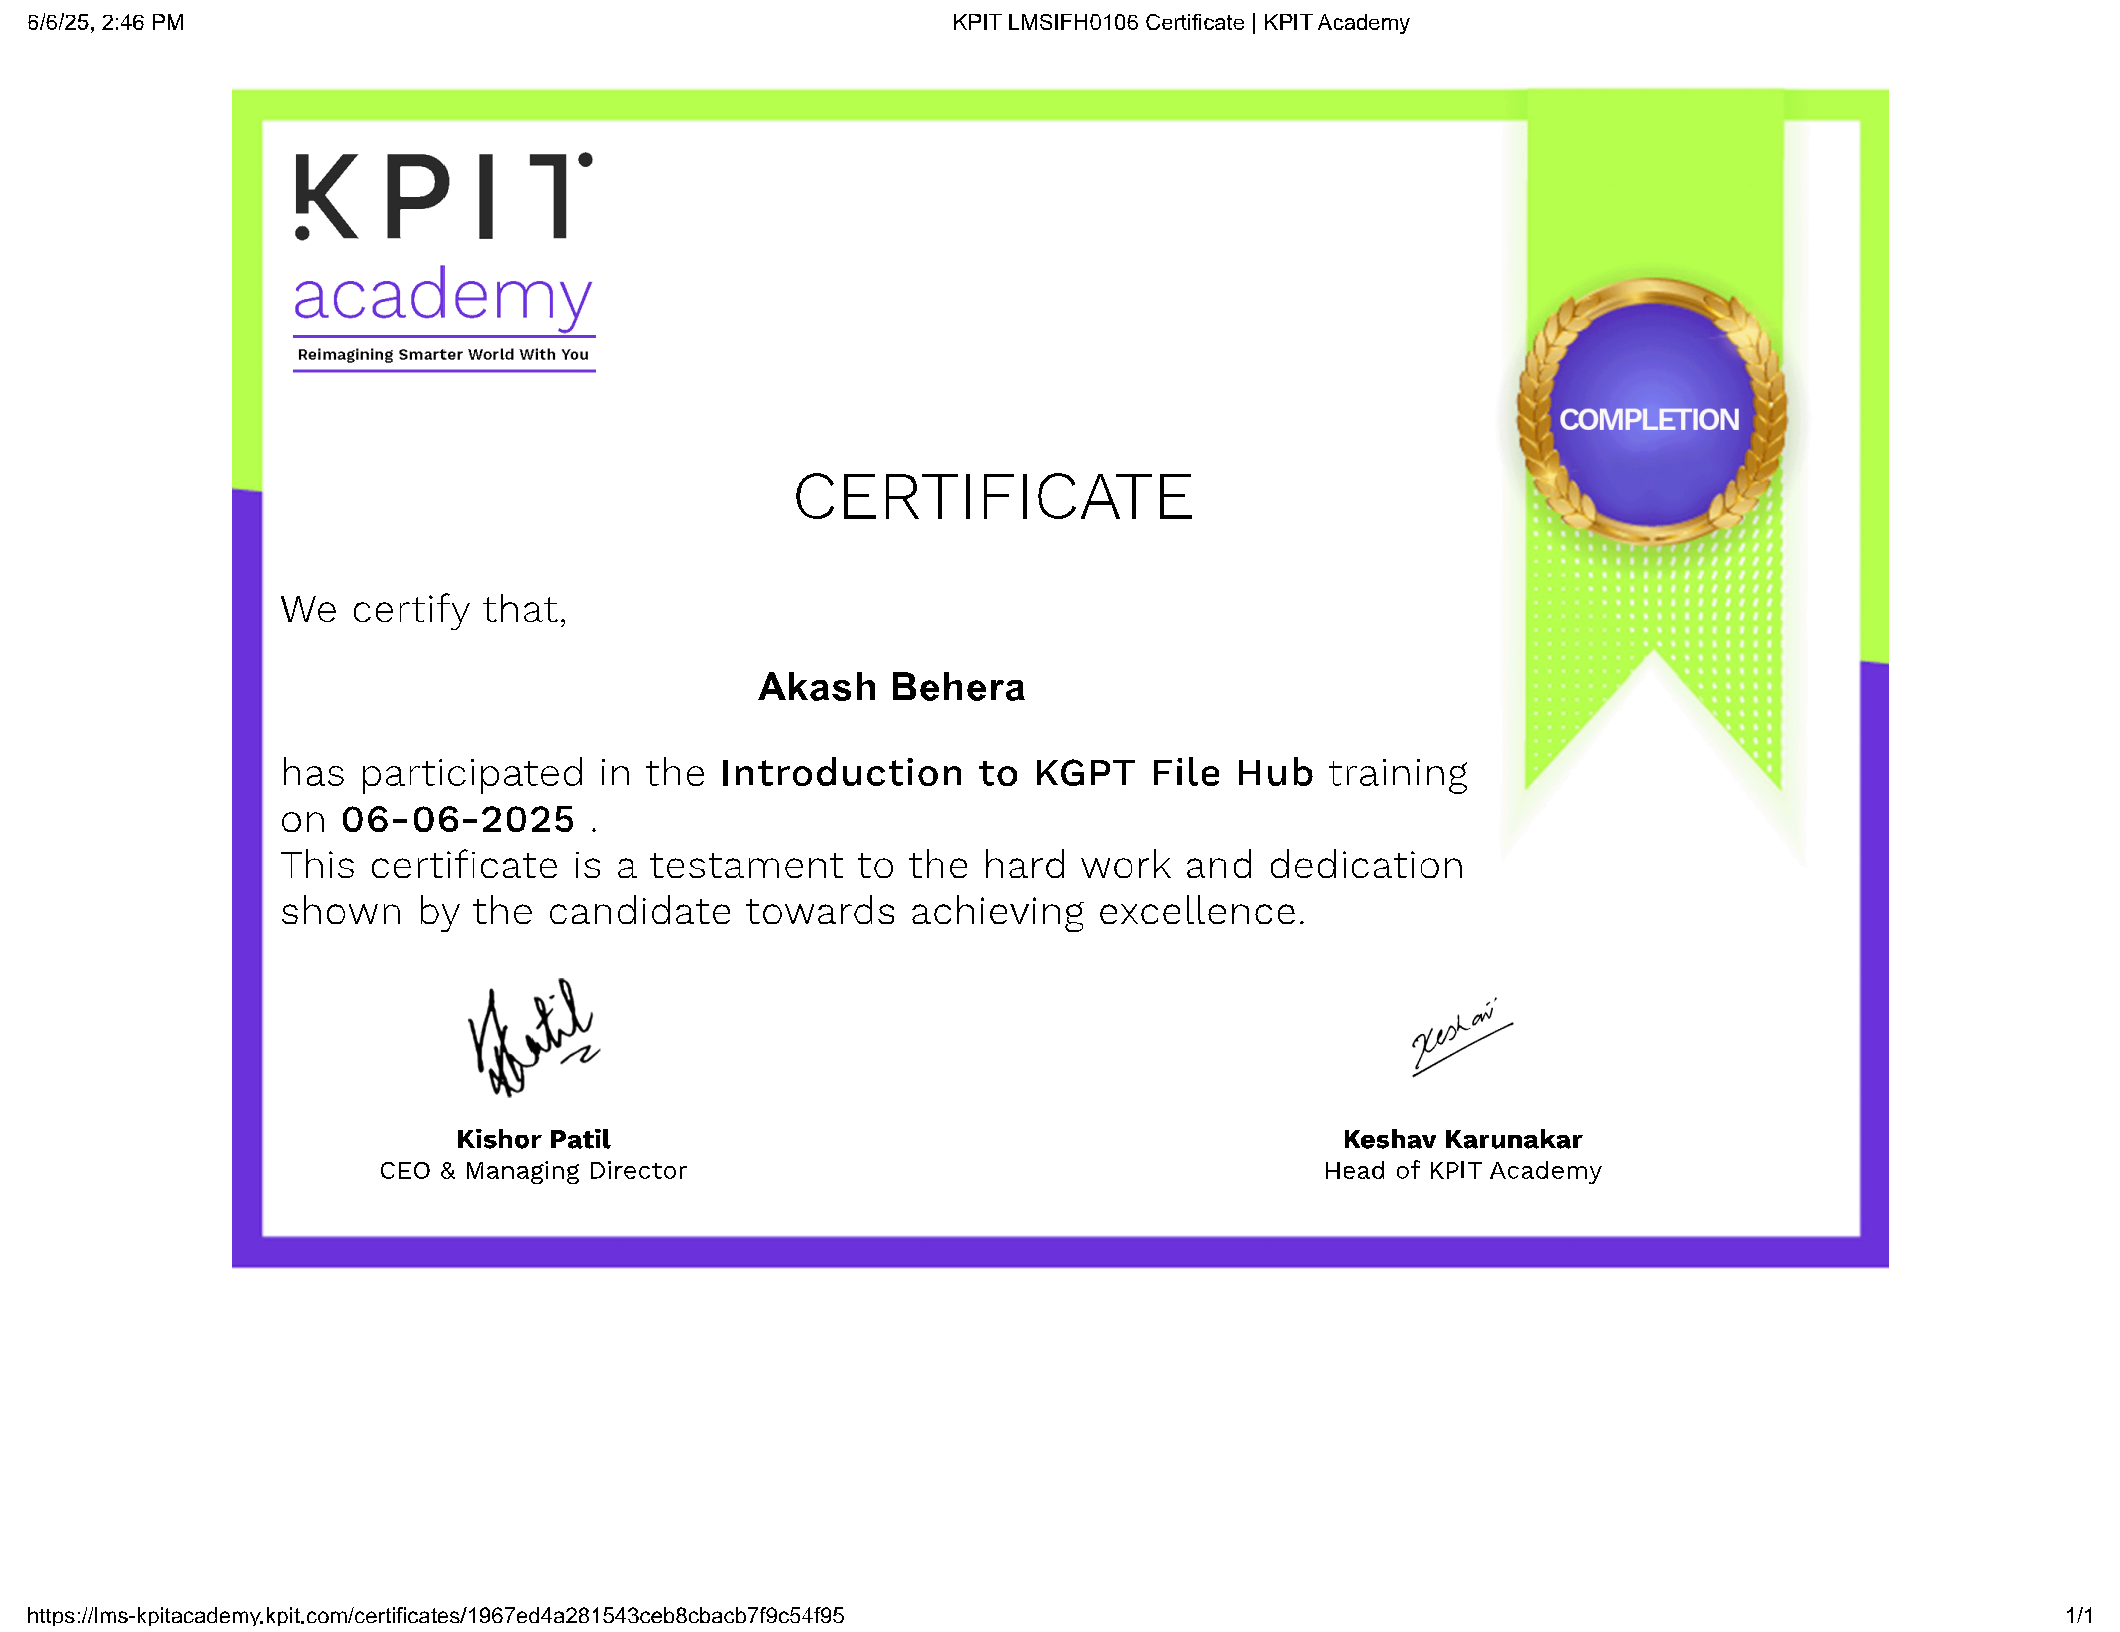 6/6/25, 2:46 PM
KPIT LMSIFH0106 Certificate | KPIT Academy
KPIT
academy
Reimagining Smarter World With You
COMPLETION
CERTIFICATE
We certify that,
Akash Behera
has participated in the Introduction to KGPT File Hub training
on 06-06-2025 .
This certificate is a testament to the hard work and dedication
shown by the candidate towards achieving excellence.
KPatil
Keshav
Kishor Patil
CEO & Managing Director
Keshav Karunakar
Head of KPIT Academy
https://lms-kpitacademy.kpit.com/certificates/1967ed4a281543ceb8cbacb7f9c54f95
1/1